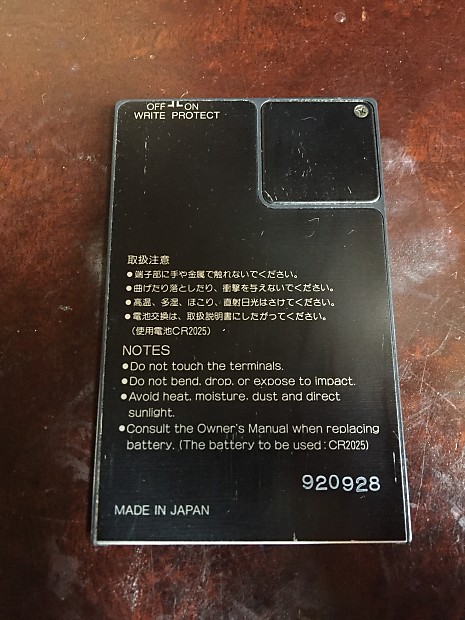 OFF ON
WRITE PROTECT
取扱注意
●端子部に手や金属で触れないでください。
●曲げたり落としたり、衝撃を与えないでください。
●高温、多湿、ほこり、直射日光はさけてください。
●電池交換は、取扱説明書にしたがってください。
(使用電池CR2025)
NOTES
●Do not touch the terminals.
●Do not bend, drop, or expose to impact.
●Avoid heat, moisture, dust and direct
sunlight.
●Consult the Owner's Manual when replacing
battery. (The battery to be used : CR2025)
920928
MADE IN JAPAN